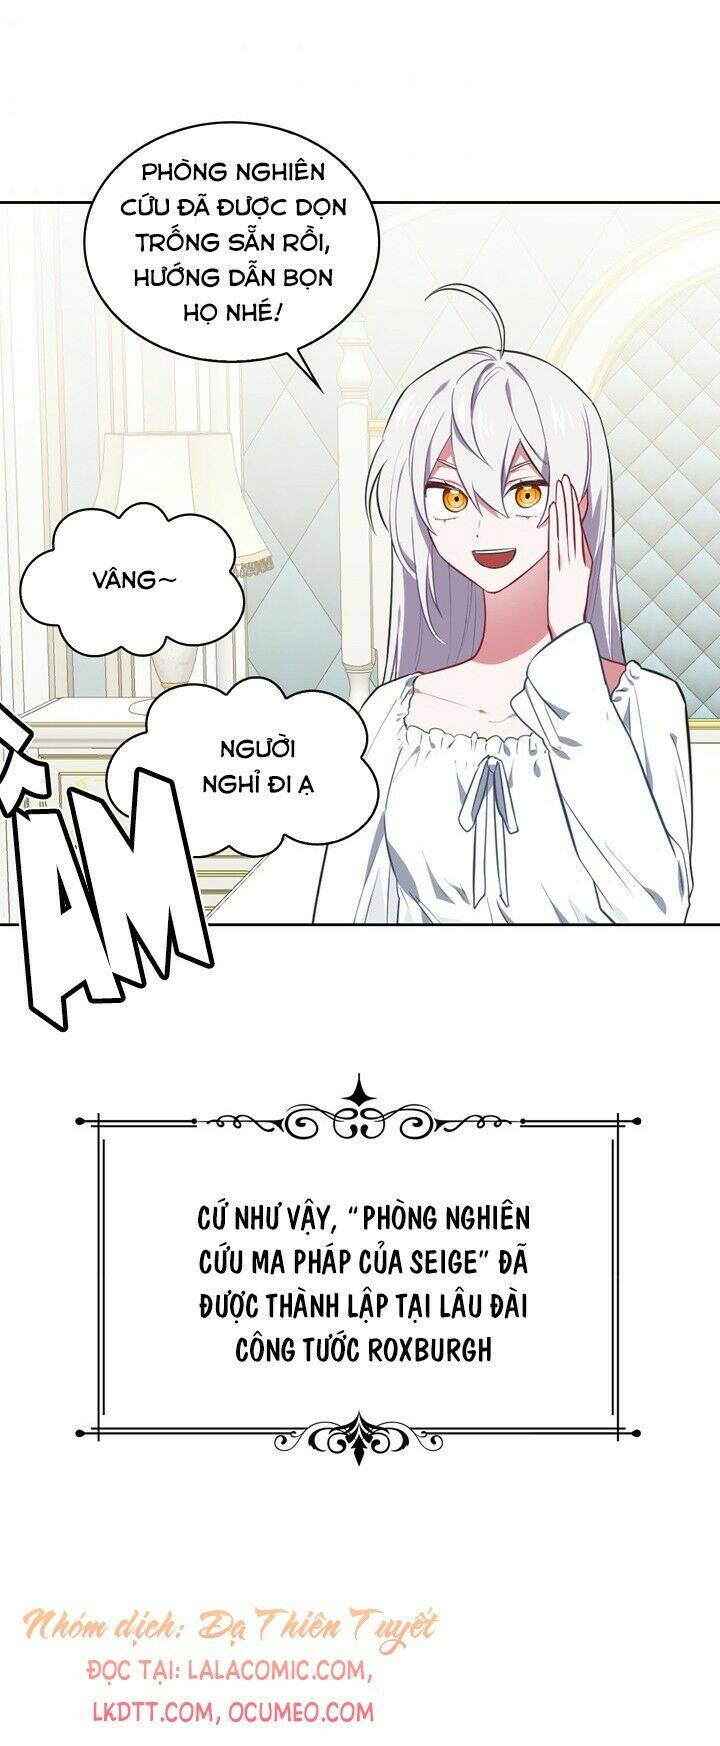 PHÒNG NGHIÊN
CỨU ĐÃ ĐƯỢC DỌN
TRỐNG SẴN RỒI,
HƯỚNG DẪN BỌN
HỌ NHÉ!
VÂNG~
NGƯỜI
NGHỈ ĐI Ạ
ẦM
CỨ NHƯ VẬY, “PHÒNG NGHIÊN
CỨU MA PHÁP CỦA SEIGE” ĐÃ
ĐƯỢC THÀNH LẬP TẠI LÂU ĐÀI
CÔNG TƯỚC ROXBURGH
Nhóm dịch: Dạ Thiên Tuyết
ĐỌC TẠI: LALACOMIC.COM,
LKDTT.COM, OCUMEO.COM